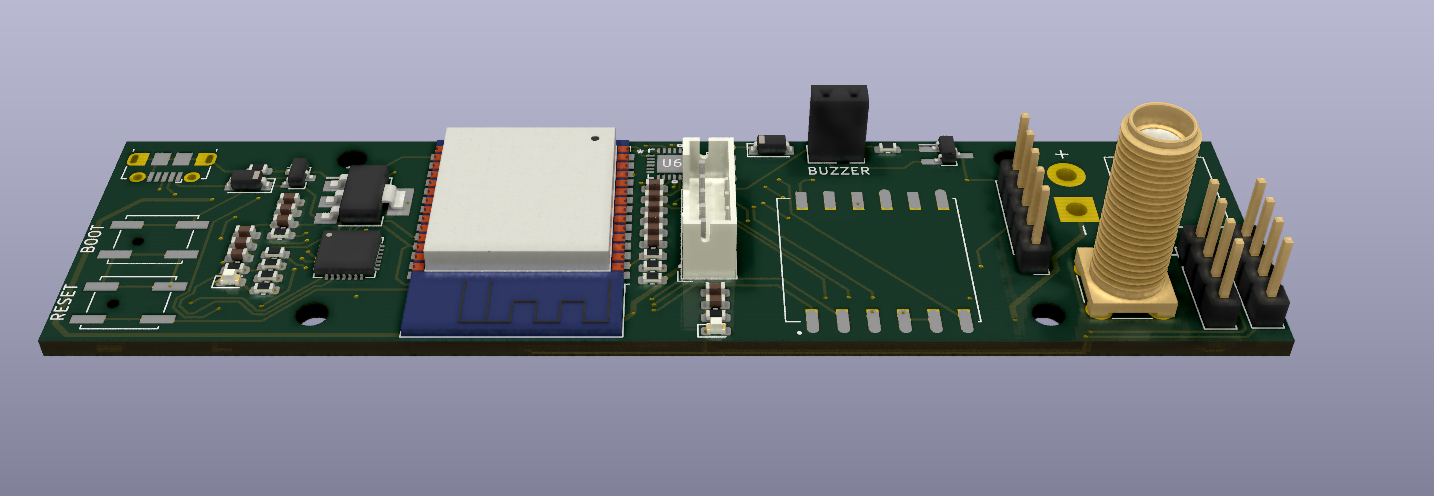 U6
BUZZER
+
BOOT
RESET